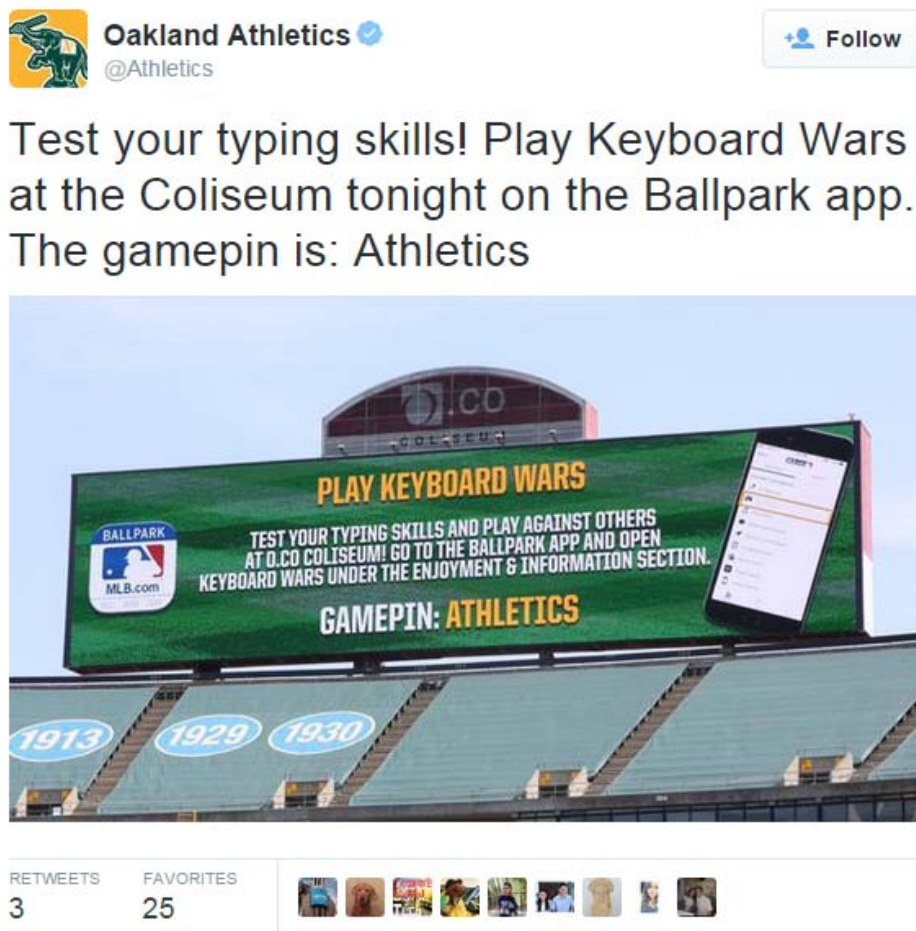 Oakland Athletics
Follow
@Athletics
Test your typing skills! Play Keyboard Wars
at the Coliseum tonight on the Ballpark app.
The gamepin is: Athletics
O.CO
COLISEUM
PLAY KEYBOARD WARS
BALLPARK
MLB.com
TEST YOUR TYPING SKILLS AND PLAY AGAINST OTHERS
AT O.CO COLISEUM! GO TO THE BALLPARK APP AND OPEN
KEYBOARD WARS UNDER THE ENJOYMENT & INFORMATION SECTION.
GAMEPIN: ATHLETICS
1913
1929
1930
RETWEETS
FAVORITES
3
25